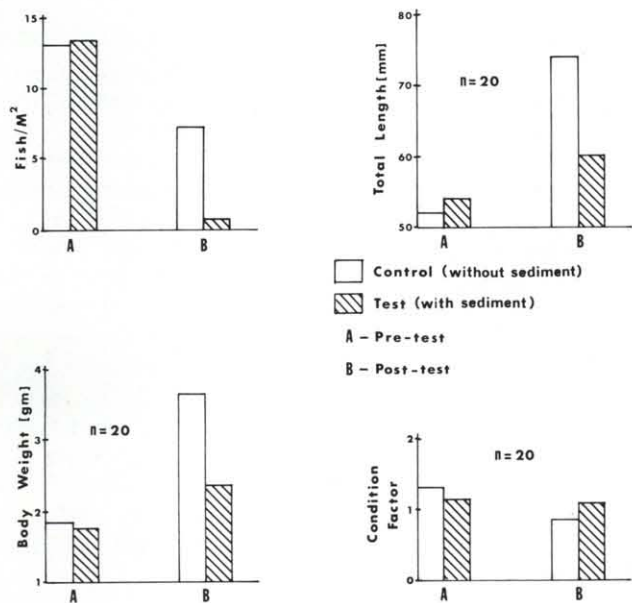 15
10
5
0
Fish/M²
A
B
80
70
60
50
Total Length [mm]
n=20
A
B
Control (without sediment)
Test (with sediment)
A – Pre-test
B – Post-test
4
3
2
1
Body Weight [gm]
n=20
A
B
2
1
0
Condition
Factor
n=20
A
B